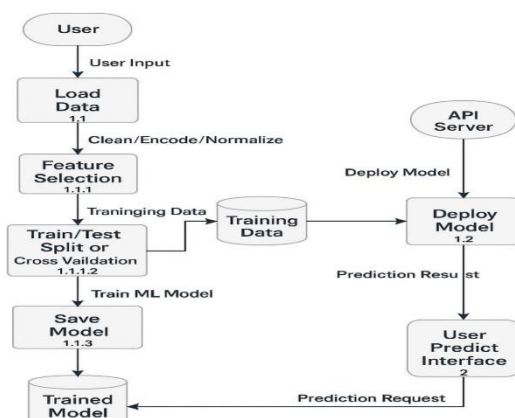 User
User Input
Load
Data
1.1
Clean/Encode/Normalize
Feature
Selection
1.1.1
Traninging Data
Train/Test
Split or
Cross Vaildation
1.1.1.2
Train ML Model
Save
Model
1.1.3
Trained
Model
Training
Data
API
Server
Deploy Model
Deploy
Model
1.2
Prediction Resu st
User
Predict
Interface
2
Prediction Request